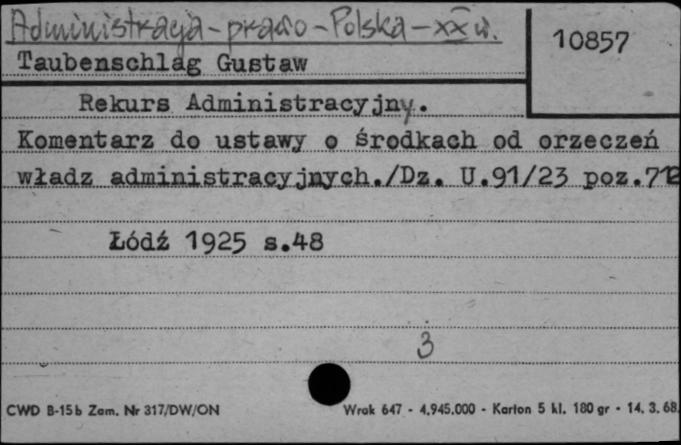 Administracja - prawo - Polska - XX w.
10857
Taubenschlag Gustaw
Rekurs Administracyjny.
Komentarz do ustawy o środkach od orzeczeń
władz administracyjnych./Dz. U.91/23 poz.712
Łódź 1925 s.48
3
CWD B-15b Zam. Nr 317/DW/ON Wrak 647 - 4.945.000 - Karton 5 kl. 180 gr - 14. 3. 68.